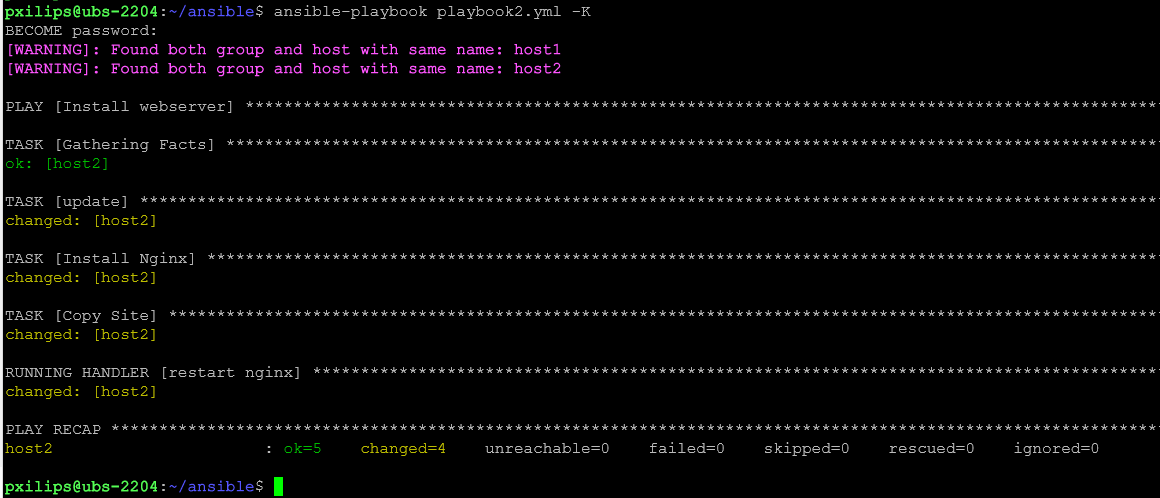 pxilips@ubs-2204:~/ansible$ ansible-playbook playbook2.yml -K
BECOME password:
[WARNING]: Found both group and host with same name: host1
[WARNING]: Found both group and host with same name: host2
PLAY [Install webserver] ************************************************************************************************
TASK [Gathering Facts] **************************************************************************************************
ok: [host2]
TASK [update] ***********************************************************************************************************
changed: [host2]
TASK [Install Nginx] ****************************************************************************************************
changed: [host2]
TASK [Copy Site] ********************************************************************************************************
changed: [host2]
RUNNING HANDLER [restart nginx] *****************************************************************************************
changed: [host2]
PLAY RECAP **************************************************************************************************************
host2                      : ok=5    changed=4    unreachable=0    failed=0    skipped=0    rescued=0    ignored=0
pxilips@ubs-2204:~/ansible$